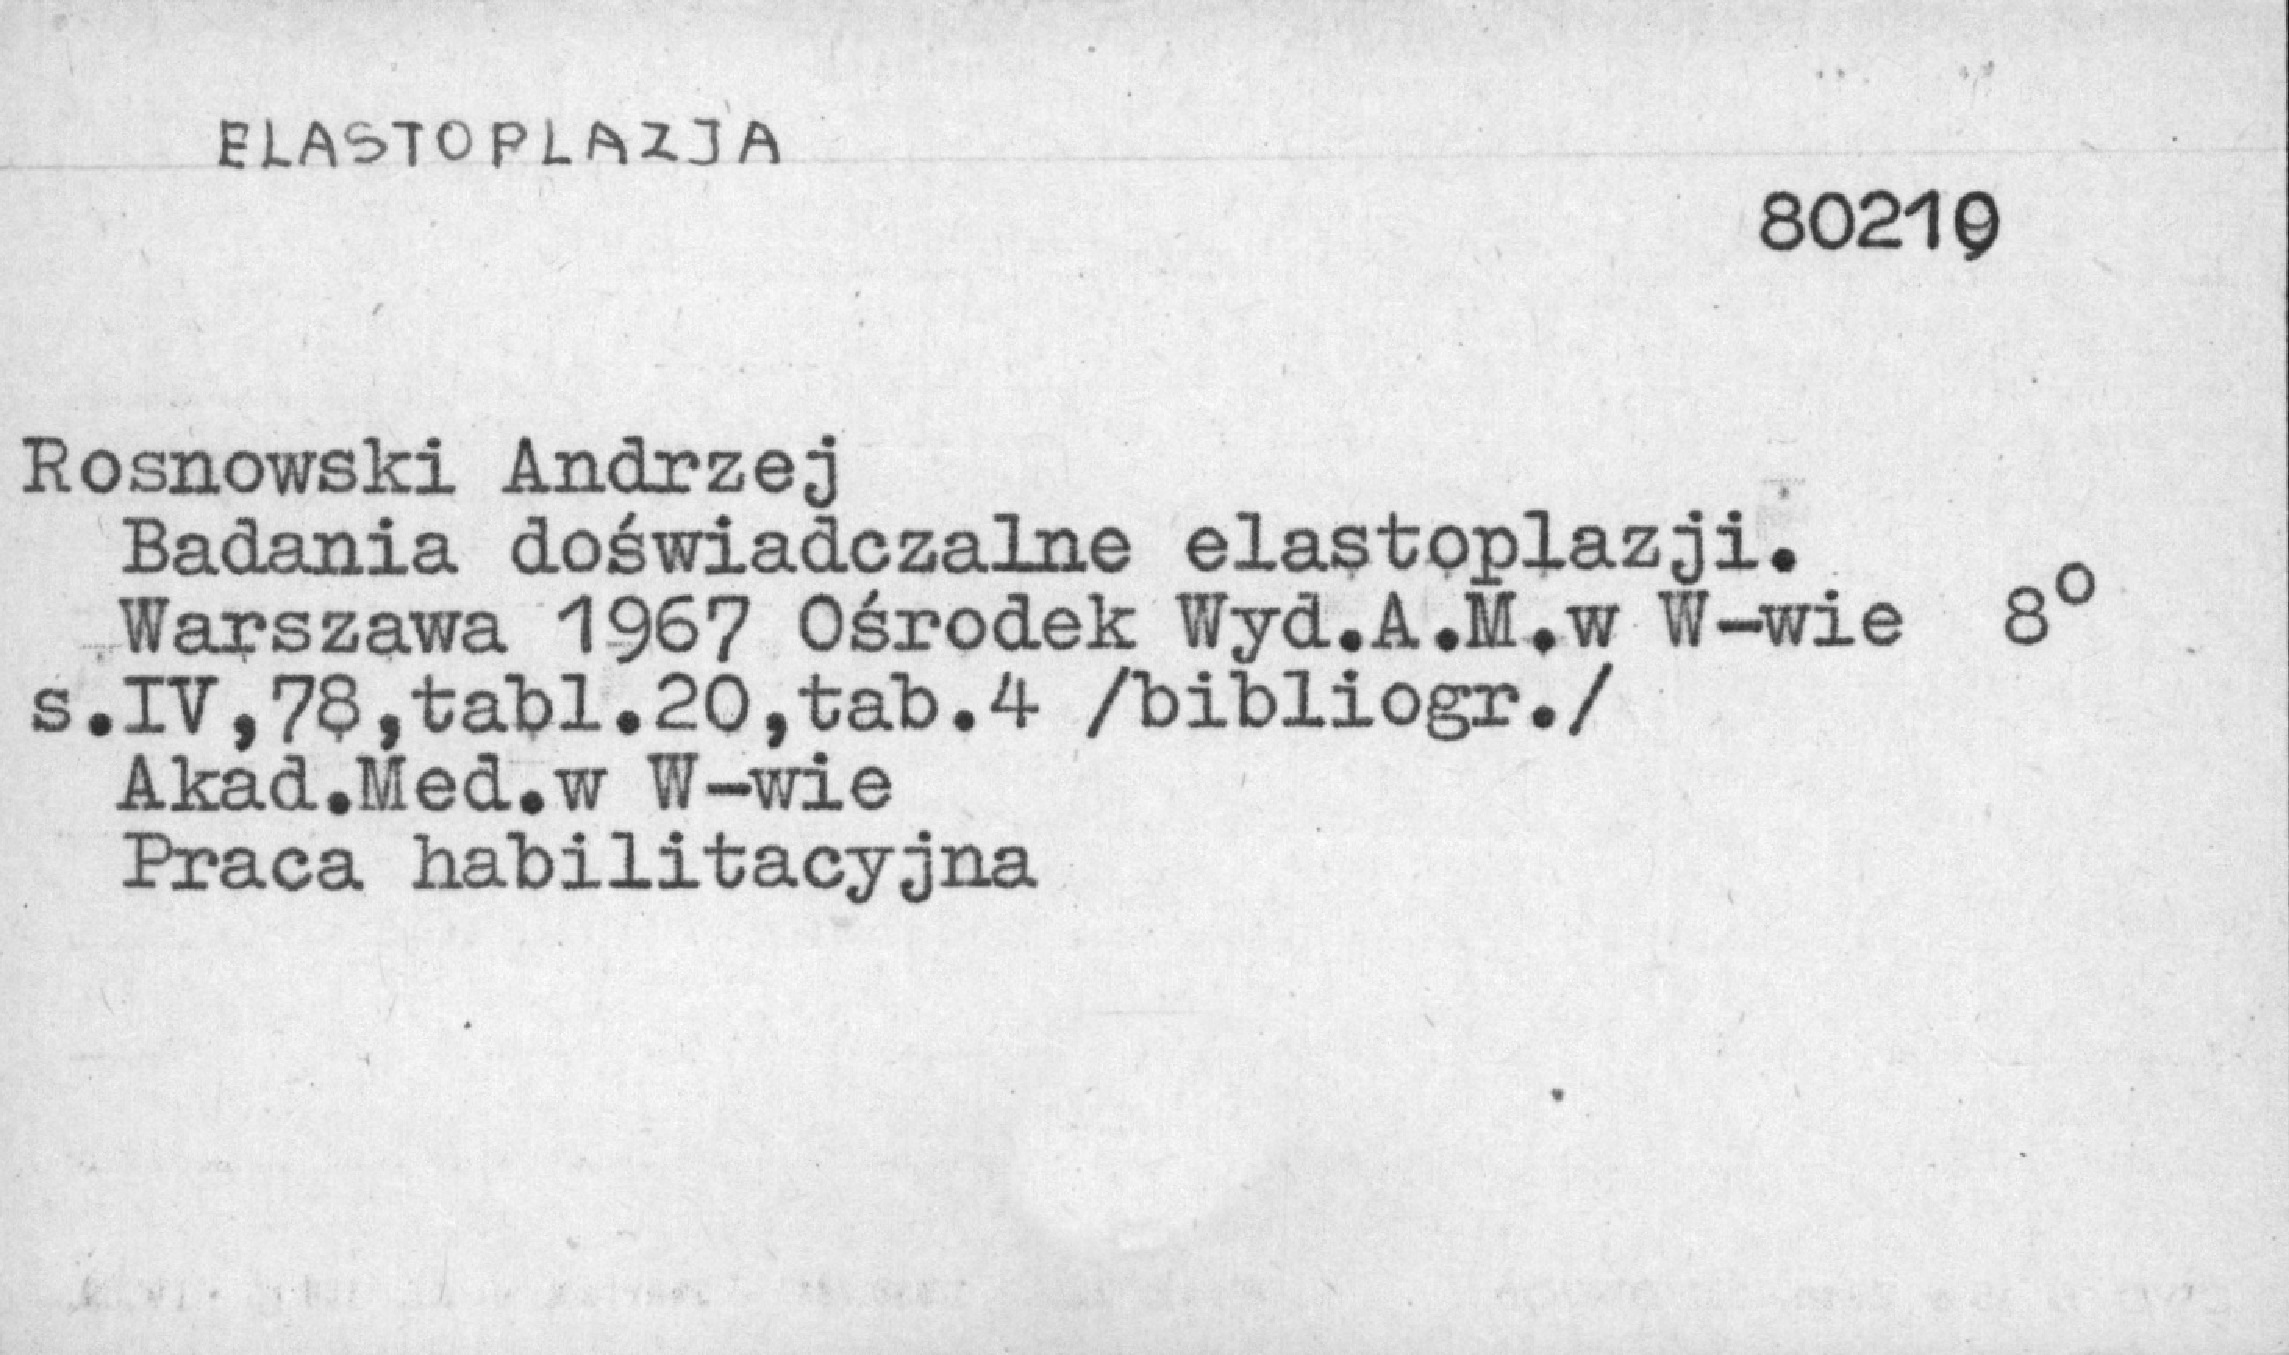 ELASTOPLAZJA
80219
Rosnowski Andrzej
Badania doświadczalne elastoplazji.
Warszawa 1967 Ośrodek Wyd.A.M.w W-wie 8°
s.IV,78,tabl.20,tab.4 /bibliogr./
Akad.Med.w W-wie
Praca habilitacyjna